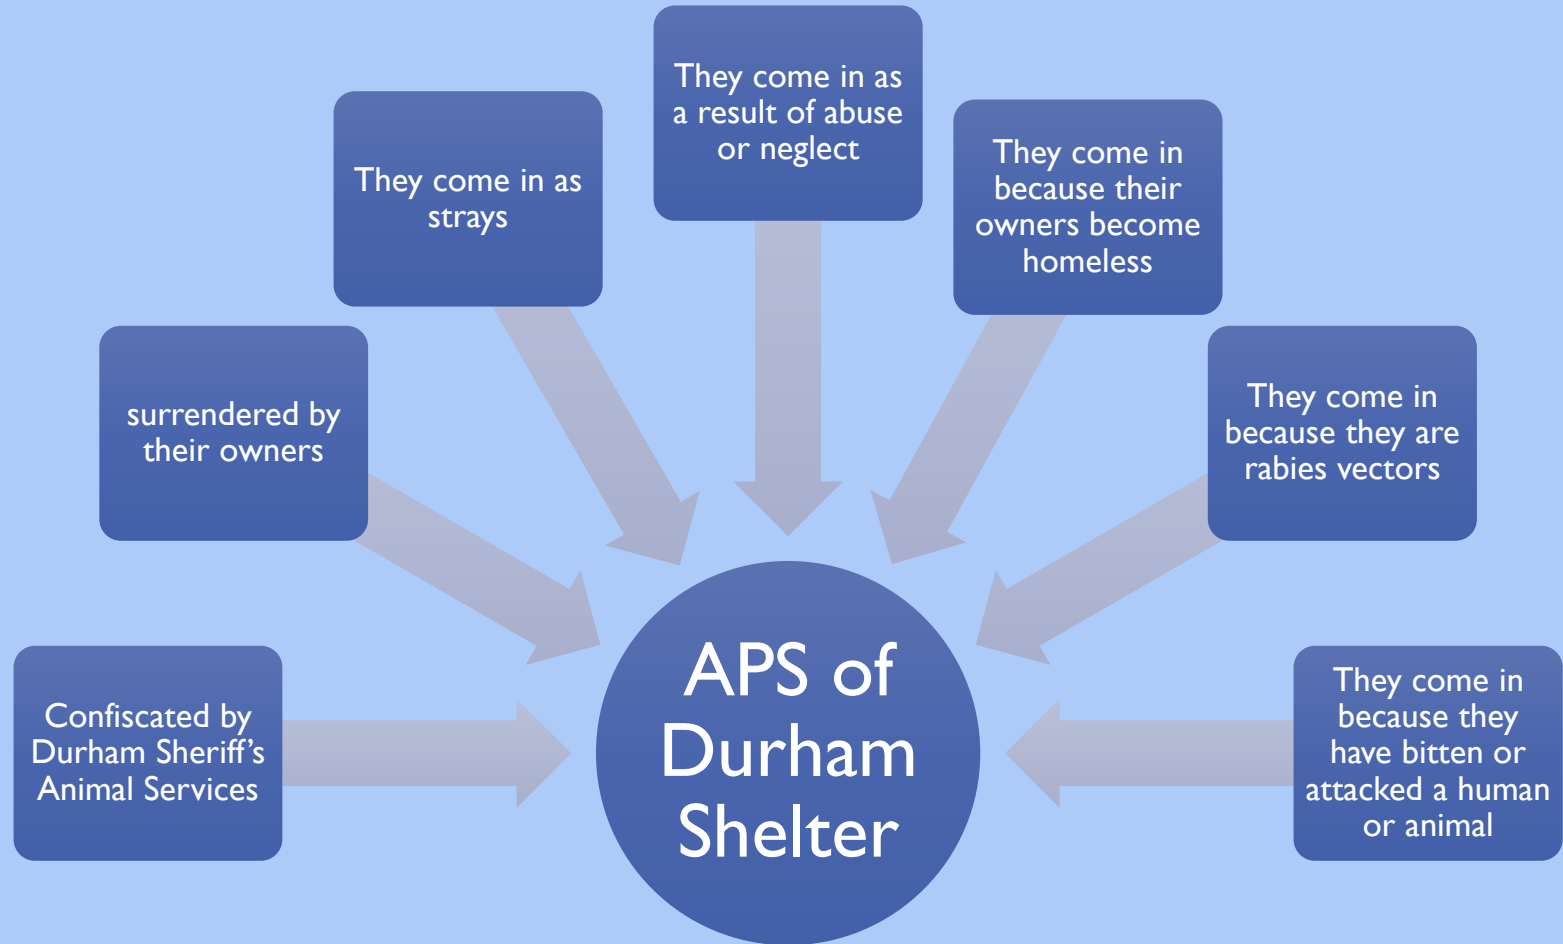 Confiscated by
Durham Sheriff’s
Animal Services
surrendered by
their owners
They come in as
strays
They come in as
a result of abuse
or neglect
They come in
because their
owners become
homeless
They come in
because they are
rabies vectors
They come in
because they
have bitten or
attacked a human
or animal
APS of
Durham
Shelter